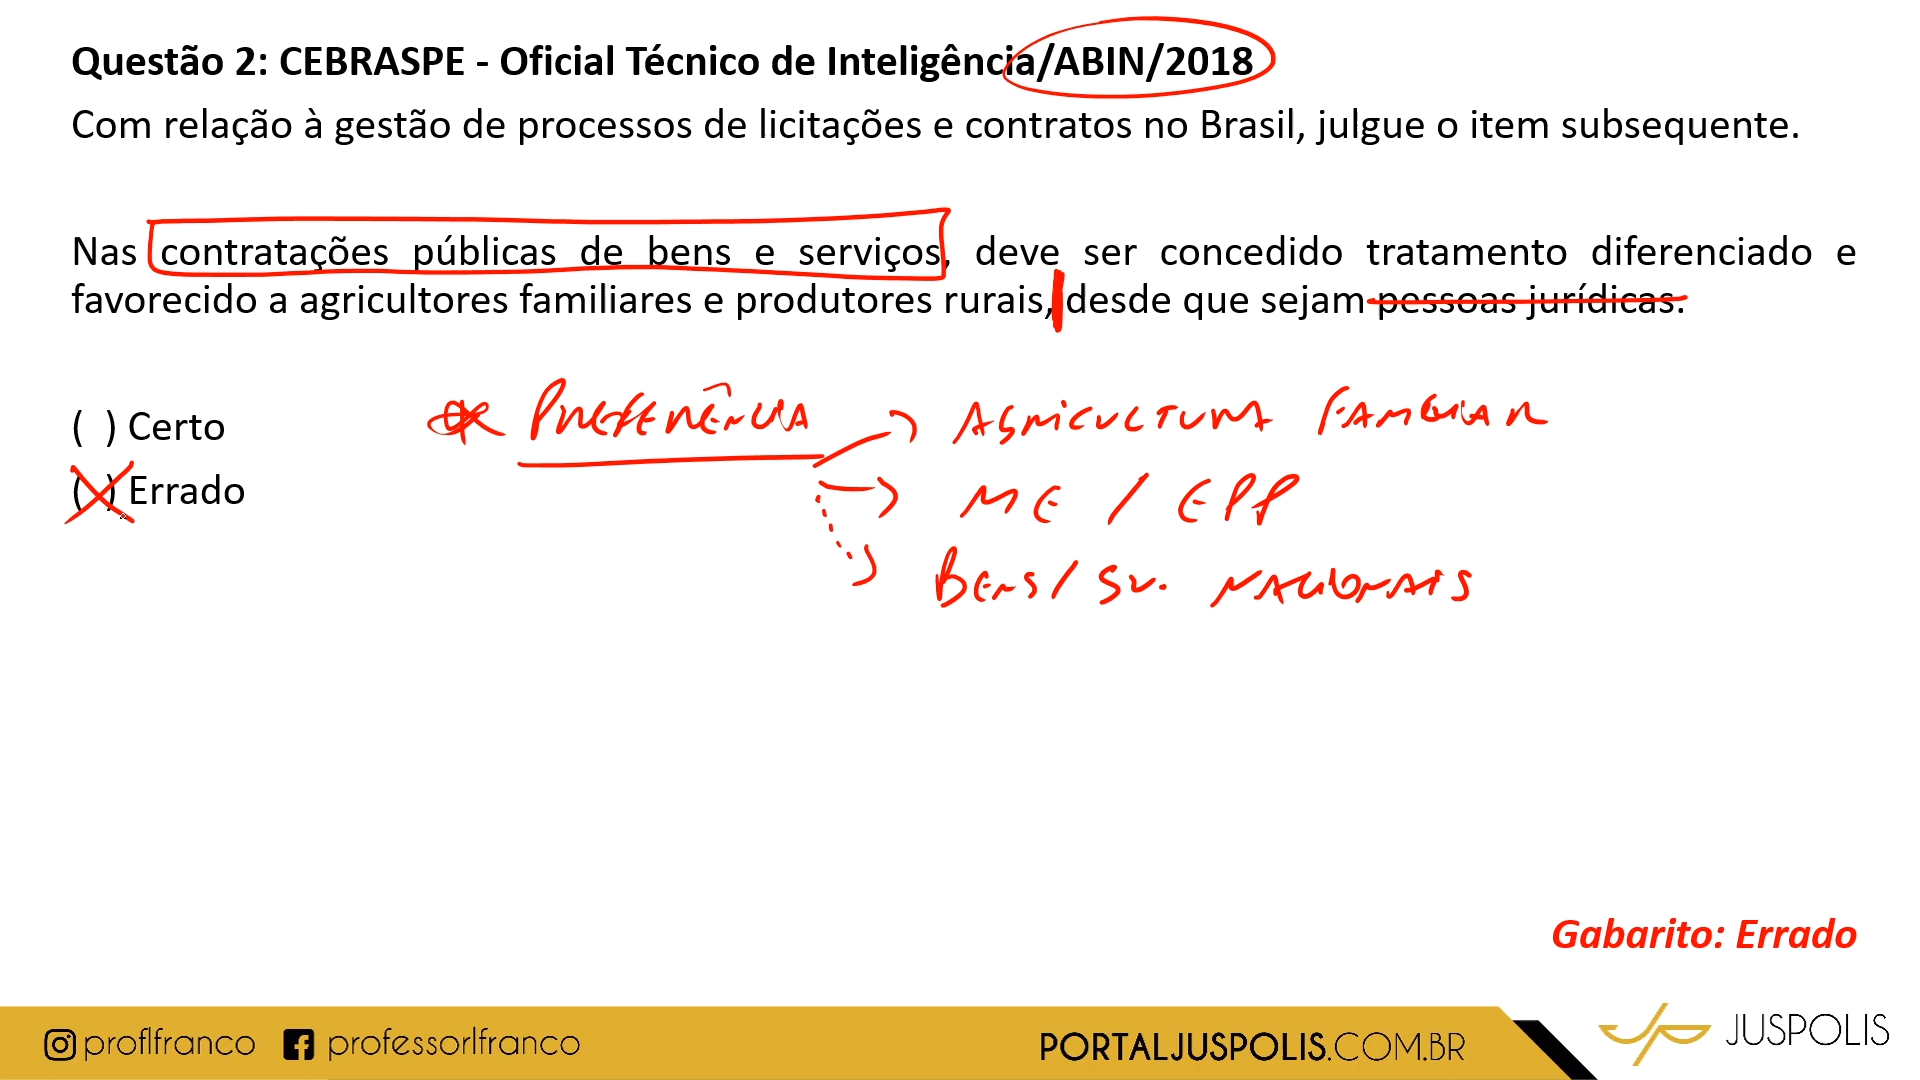 Questão 2: CEBRASPE - Oficial Técnico de Inteligência/ABIN/2018
Com relação à gestão de processos de licitações e contratos no Brasil, julgue o item subsequente.
Nas contratações públicas de bens e serviços, deve ser concedido tratamento diferenciado e
favorecido a agricultores familiares e produtores rurais, desde que sejam pessoas jurídicas.
( ) Certo
( ) Errado
* PREFERÊNCIA
AGRICULTURA FAMILIAR
ME / EPP
BENS / SV. NACIONAIS
Gabarito: Errado
proflfranco professorlfranco
PORTALJUSPOLIS.COM.BR
JUSPOLIS